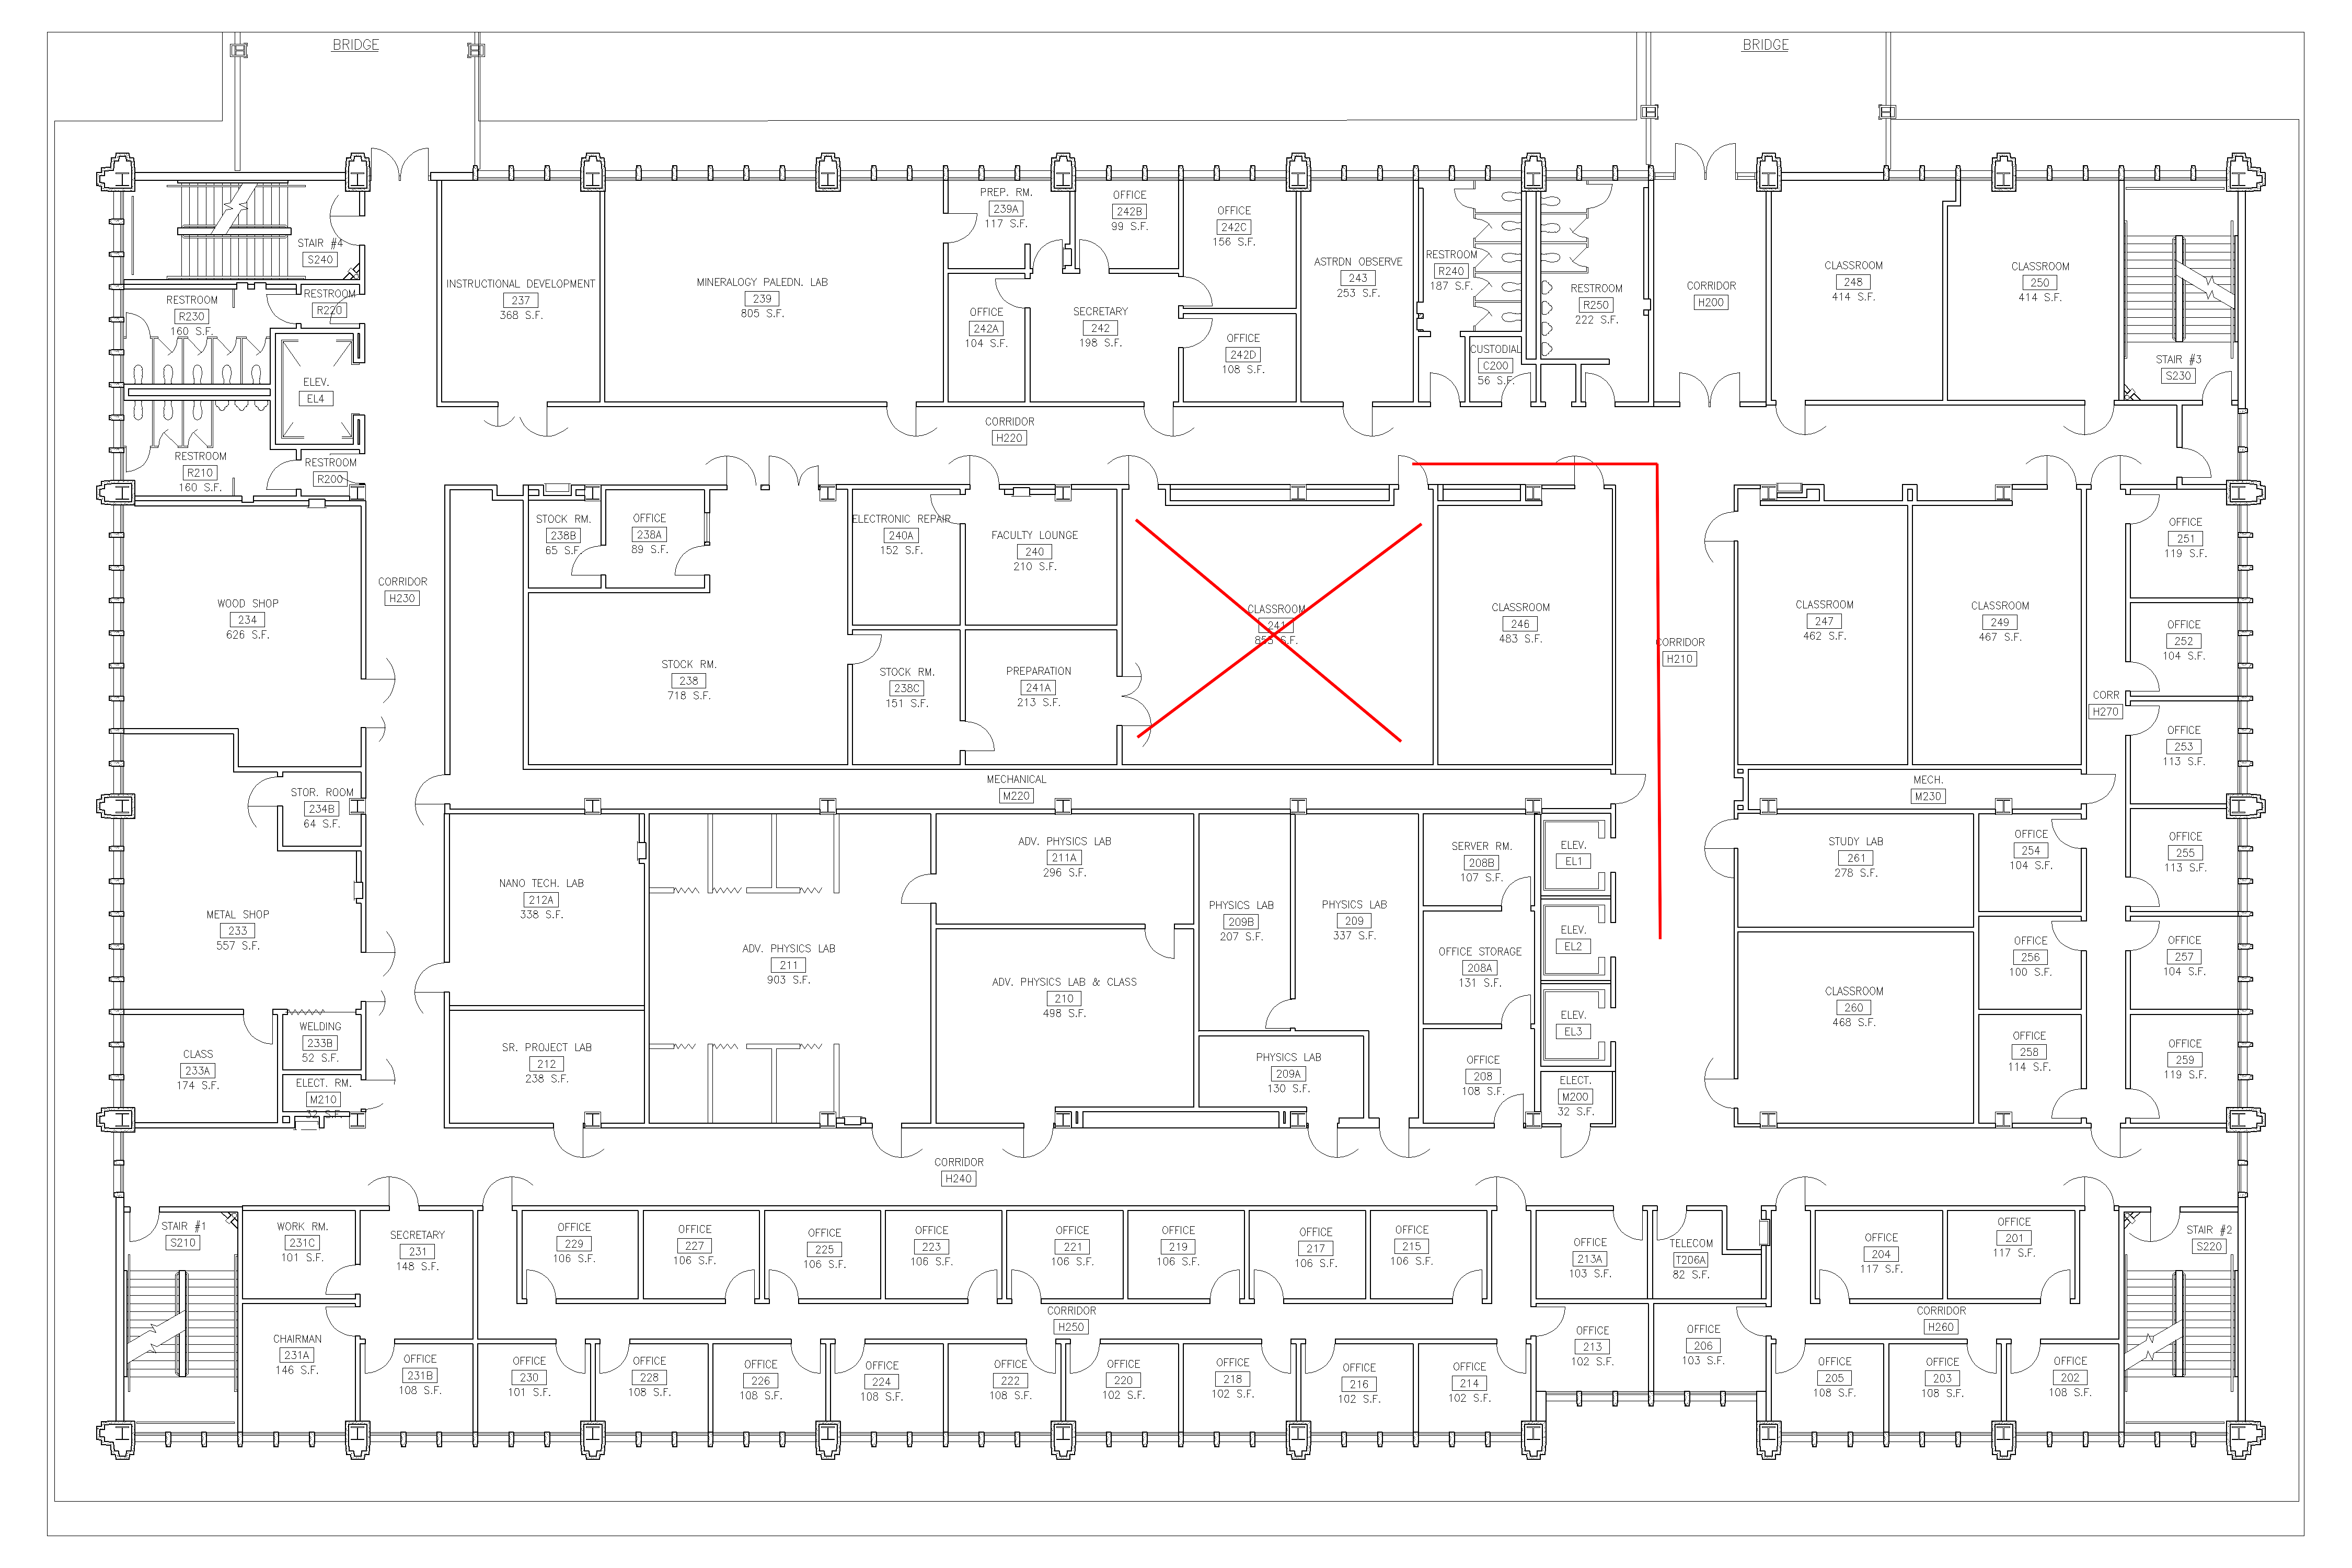 BRIDGE
BRIDGE
STAIR #4
S240
RESTROOM
R230
160 S.F.
RESTROOM
R220
ELEV.
EL4
RESTROOM
R210
160 S.F.
RESTROOM
R200
INSTRUCTIONAL DEVELOPMENT
237
368 S.F.
MINERALOGY PALEDN. LAB
239
805 S.F.
PREP. RM.
239A
117 S.F.
OFFICE
242A
104 S.F.
OFFICE
242B
99 S.F.
SECRETARY
242
198 S.F.
OFFICE
242C
156 S.F.
OFFICE
242D
108 S.F.
ASTRDN OBSERVE
243
253 S.F.
RESTROOM
R240
187 S.F.
CUSTODIAL
C200
56 S.F.
RESTROOM
R250
222 S.F.
CORRIDOR
H200
CLASSROOM
248
414 S.F.
CLASSROOM
250
414 S.F.
STAIR #3
S230
CORRIDOR
H220
WOOD SHOP
234
626 S.F.
CORRIDOR
H230
STOCK RM.
238B
65 S.F.
OFFICE
238A
89 S.F.
STOCK RM.
238
718 S.F.
ELECTRONIC REPAIR
240A
152 S.F.
FACULTY LOUNGE
240
210 S.F.
STOCK RM.
238C
151 S.F.
PREPARATION
241A
213 S.F.
CLASSROOM
241
S.F.
CLASSROOM
246
483 S.F.
CORRIDOR
H210
CLASSROOM
247
462 S.F.
CLASSROOM
249
467 S.F.
CORR
H270
OFFICE
251
119 S.F.
OFFICE
252
104 S.F.
OFFICE
253
113 S.F.
MECHANICAL
M220
MECH.
M230
STOR. ROOM
234B
64 S.F.
METAL SHOP
233
557 S.F.
CLASS
233A
174 S.F.
WELDING
233B
52 S.F.
ELECT. RM.
M210
32 S.F.
NANO TECH. LAB
212A
338 S.F.
SR. PROJECT LAB
212
238 S.F.
ADV. PHYSICS LAB
211
903 S.F.
ADV. PHYSICS LAB
211A
296 S.F.
ADV. PHYSICS LAB & CLASS
210
498 S.F.
PHYSICS LAB
209B
207 S.F.
PHYSICS LAB
209
337 S.F.
PHYSICS LAB
209A
130 S.F.
SERVER RM.
208B
107 S.F.
OFFICE STORAGE
208A
131 S.F.
OFFICE
208
108 S.F.
ELEV.
EL1
ELEV.
EL2
ELEV.
EL3
ELECT.
M200
32 S.F.
STUDY LAB
261
278 S.F.
CLASSROOM
260
468 S.F.
OFFICE
254
104 S.F.
OFFICE
256
100 S.F.
OFFICE
258
114 S.F.
OFFICE
255
113 S.F.
OFFICE
257
104 S.F.
OFFICE
259
119 S.F.
CORRIDOR
H240
STAIR #1
S210
WORK RM.
231C
101 S.F.
SECRETARY
231
148 S.F.
CHAIRMAN
231A
146 S.F.
OFFICE
231B
108 S.F.
OFFICE
229
106 S.F.
OFFICE
227
106 S.F.
OFFICE
225
106 S.F.
OFFICE
223
106 S.F.
OFFICE
221
106 S.F.
OFFICE
219
106 S.F.
OFFICE
217
106 S.F.
OFFICE
215
106 S.F.
OFFICE
213A
103 S.F.
TELECOM
T206A
82 S.F.
OFFICE
204
117 S.F.
OFFICE
201
117 S.F.
STAIR #2
S220
CORRIDOR
H250
CORRIDOR
H260
OFFICE
230
101 S.F.
OFFICE
228
108 S.F.
OFFICE
226
108 S.F.
OFFICE
224
108 S.F.
OFFICE
222
108 S.F.
OFFICE
220
102 S.F.
OFFICE
218
102 S.F.
OFFICE
216
102 S.F.
OFFICE
214
102 S.F.
OFFICE
213
102 S.F.
OFFICE
206
103 S.F.
OFFICE
205
108 S.F.
OFFICE
203
108 S.F.
OFFICE
202
108 S.F.